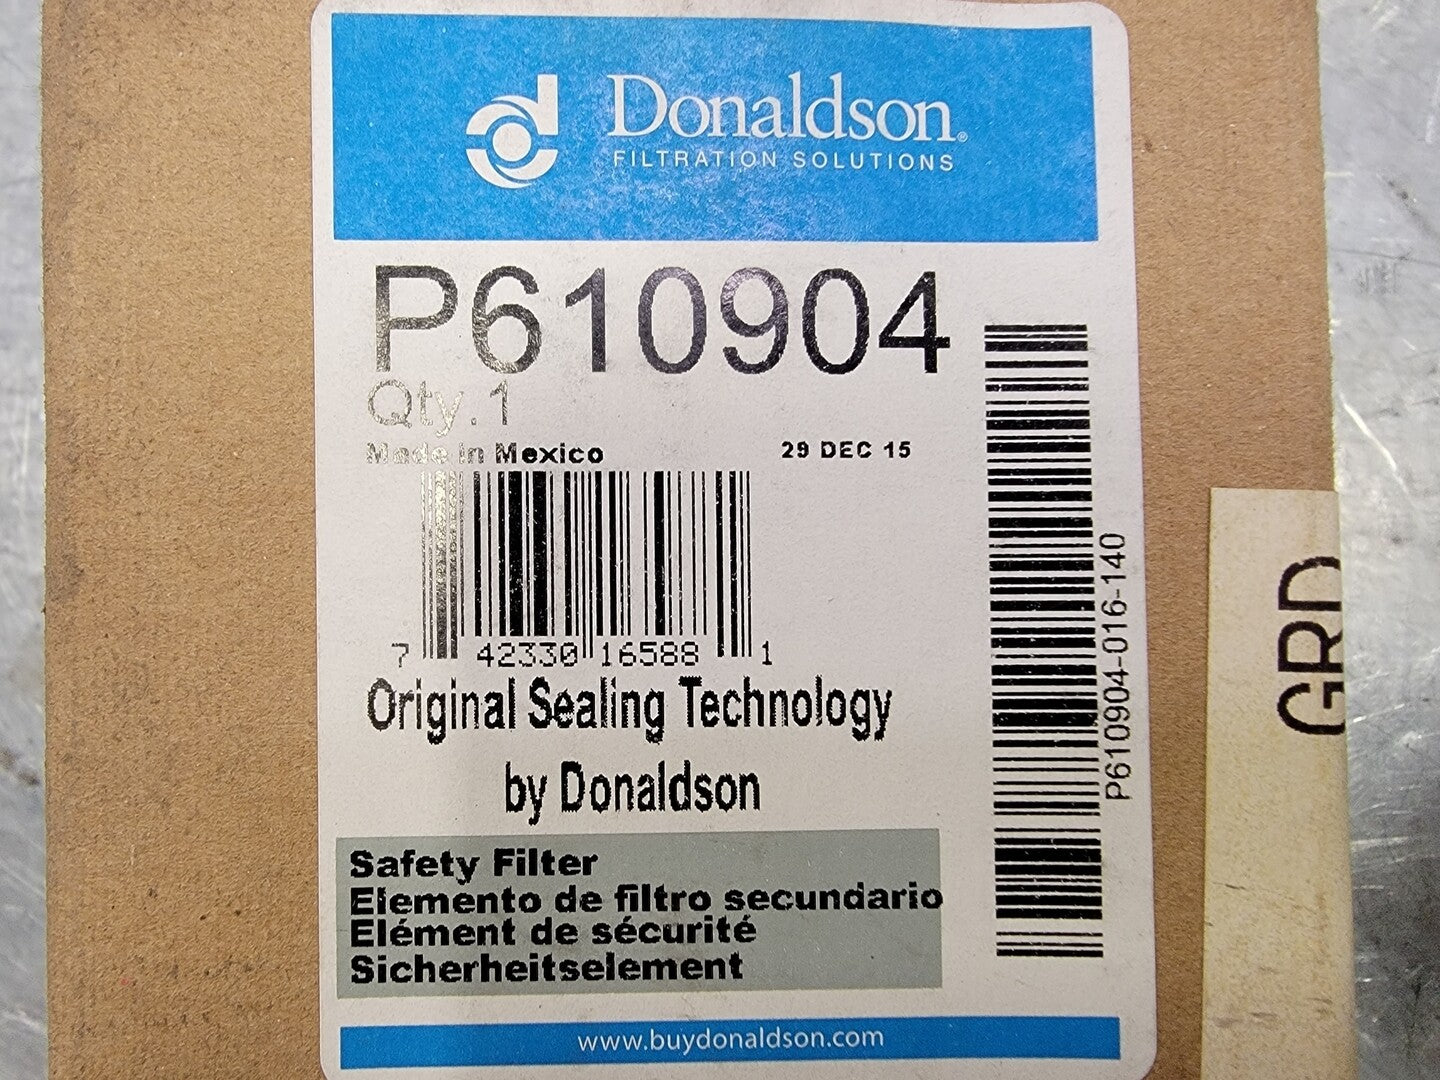 Donaldson®
FILTRATION SOLUTIONS
P610904
Qty.1
Made in Mexico
29 DEC 15
7 42330 16588 1
P610904-016-140
Original Sealing Technology
by Donaldson
Safety Filter
Elemento de filtro secundario
Elément de sécurité
Sicherheitselement
www.buydonaldson.com
GRD